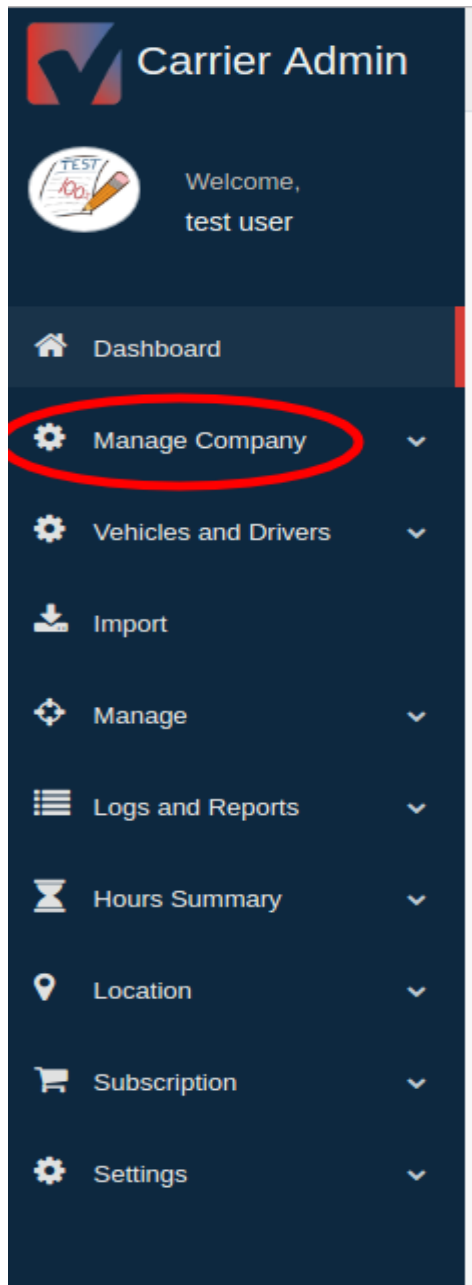 Carrier Admin
TEST
100%
Welcome,
test user
Dashboard
Manage Company
Vehicles and Drivers
Import
Manage
Logs and Reports
Hours Summary
Location
Subscription
Settings